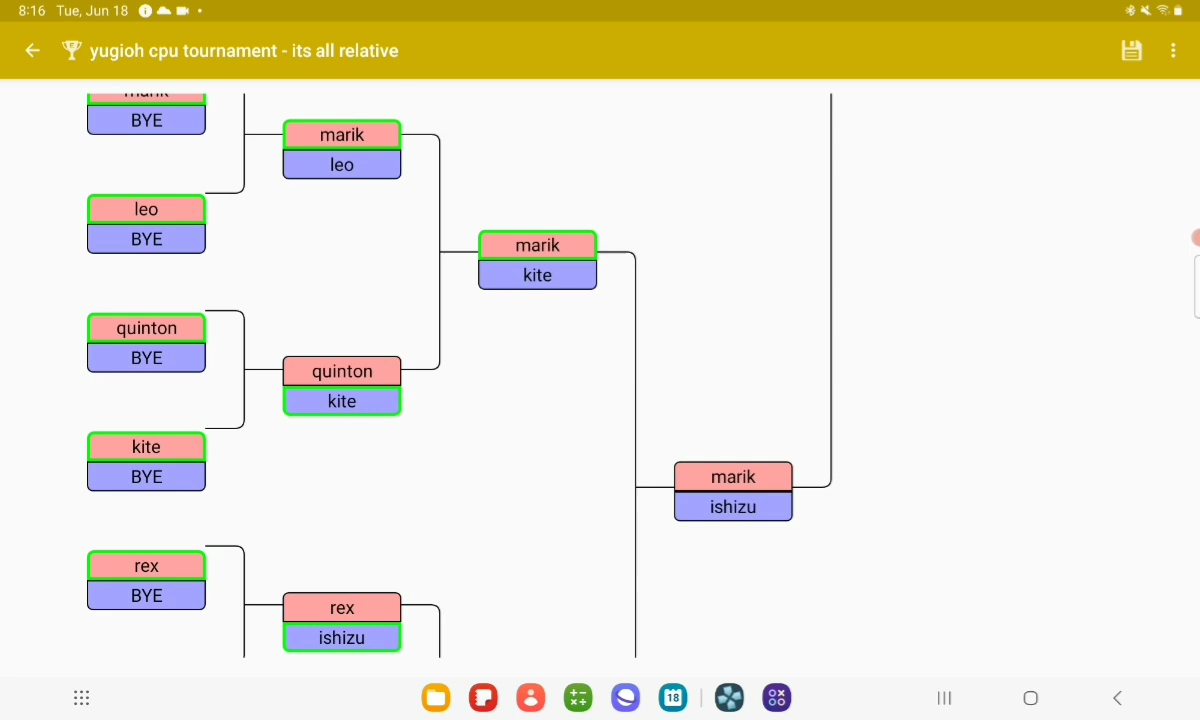 8:16 Tue, Jun 18
yugioh cpu tournament - its all relative
marik
BYE
leo
BYE
quinton
BYE
kite
BYE
rex
BYE
marik
leo
quinton
kite
rex
ishizu
marik
kite
marik
ishizu
18